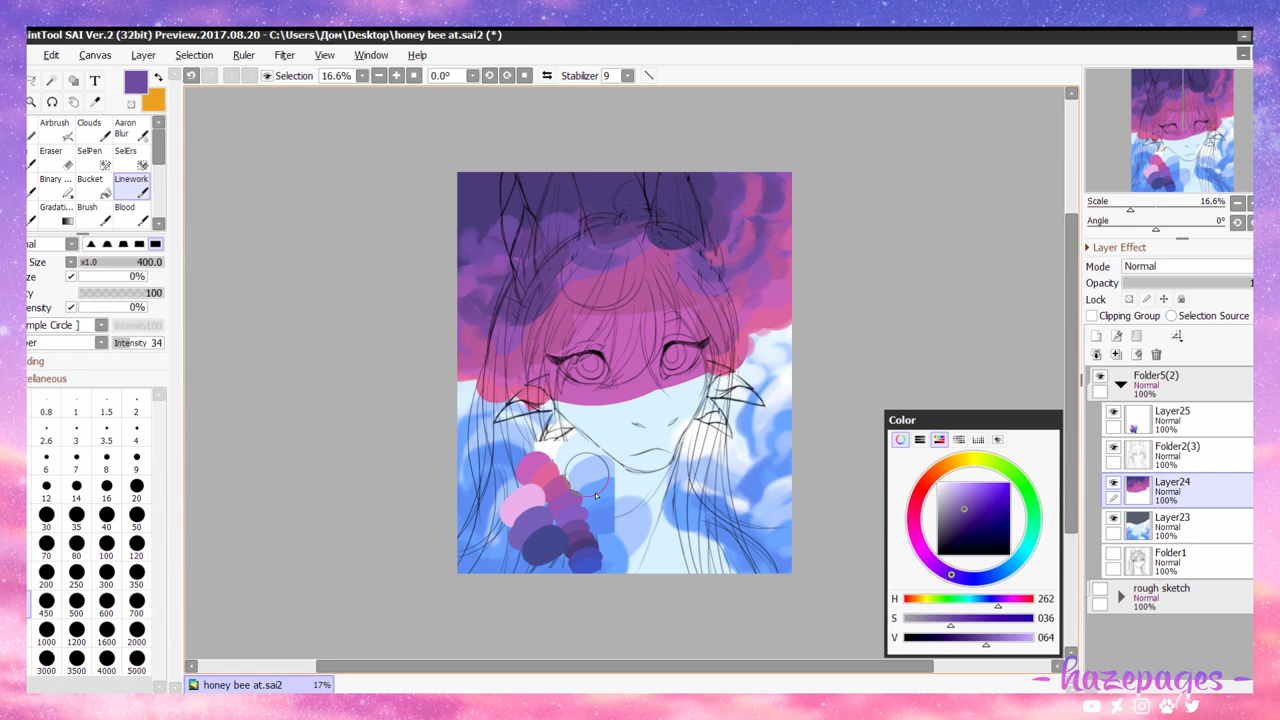 intTool SAI Ver.2 (32bit) Preview.2017.08.20 - C:\Users\Дом\Desktop\honey bee at.sai2 (*)
Edit Canvas Layer Selection Ruler Filter View Window Help
Selection 16.6% 0.0° Stabilizer 9
T
Airbrush Clouds Aaron Blur
Eraser SelPen SelErs
Binary ... Bucket Linework
Gradati... Brush Blood
Size x1.0 400.0
0%
100
0%
Circle ] Intensity 100
Intensity 34
0.8 1 1.5 2
2.6 3 3.5 4
6 7 8 9
12 14 16 20
30 35 40 50
70 80 100 120
200 250 300 350
450 500 600 700
1000 1200 1600 2000
3000 3500 4000 5000
Color
H 262
S 036
V 064
Scale 16.6%
Angle 0°
Layer Effect
Mode Normal
Opacity
Lock
Clipping Group Selection Source
Folder5(2)
Normal
100%
Layer25
Normal
100%
Folder2(3)
Normal
100%
Layer24
Normal
100%
Layer23
Normal
100%
Folder1
Normal
100%
rough sketch
Normal
100%
honey bee at.sai2 17%
- hazepages -